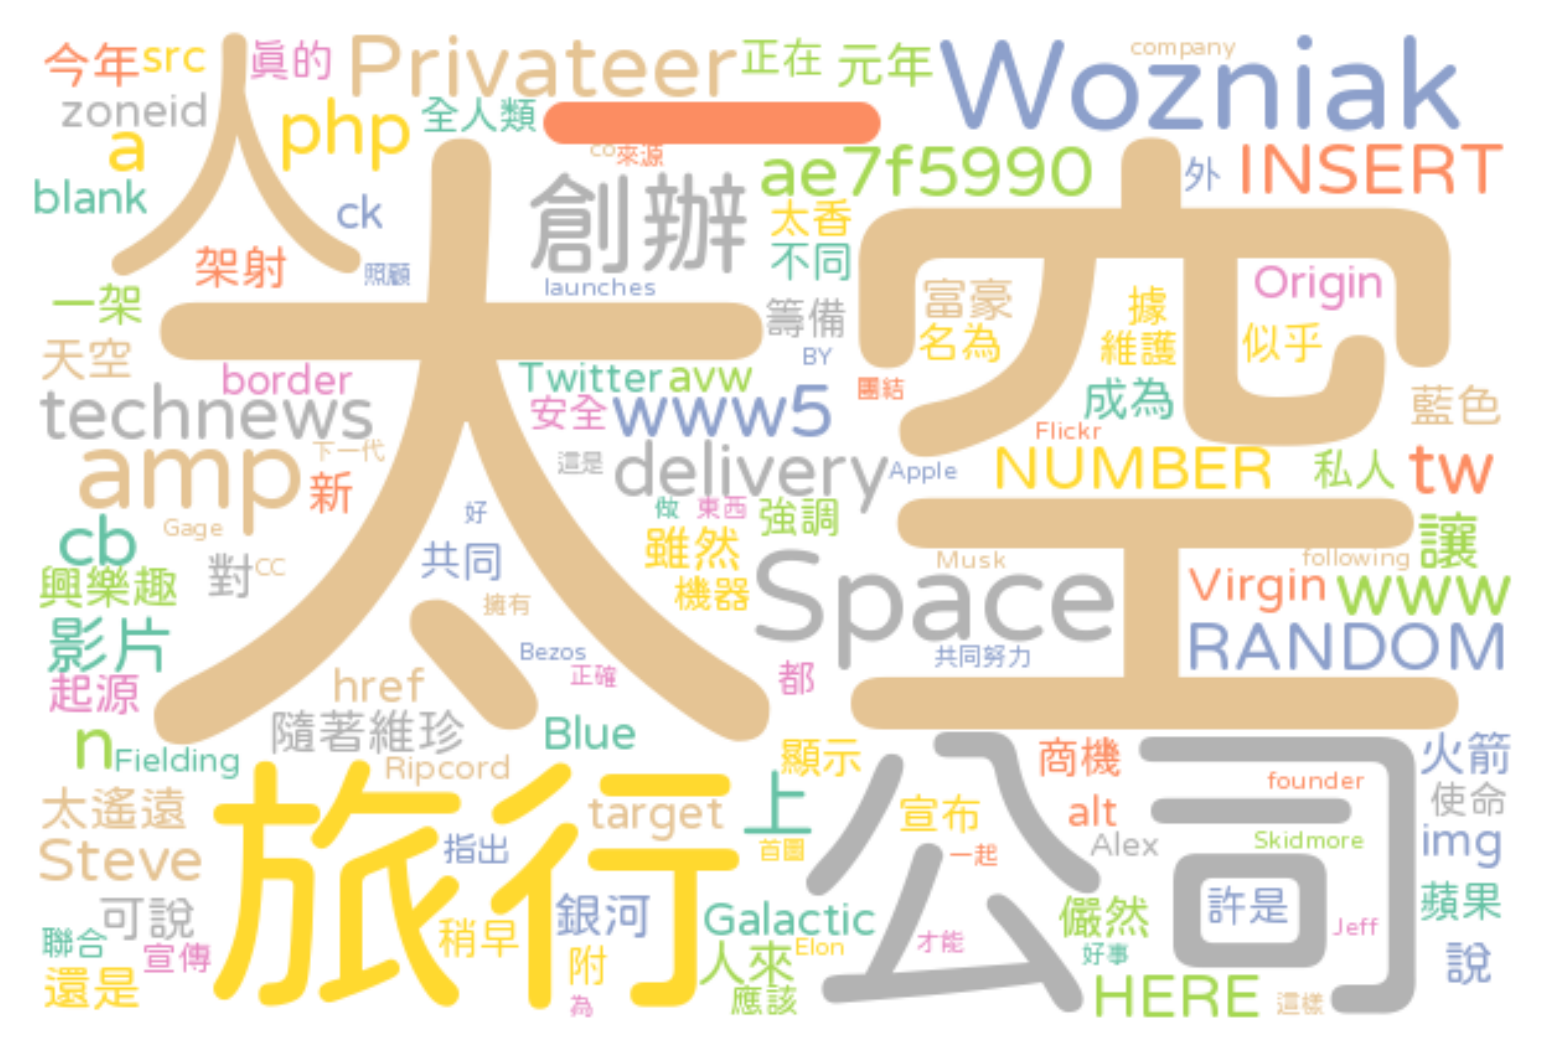 今年
src
人
真的
Privateer
正在
元年
company
Wozniak
zoneid
a
php
全人類
一
co
來源
ae7f5990
外
INSERT
blank
ck
創辦
太香
不同
架射
照顧
launches
太空
富豪
名為
據
維護
Origin
似乎
一架
天空
籌備
BY
border
Twitter
avw
technews
安全
www5
團結
成為
藍色
Flickr
amp
下一代
新
這是
delivery
Apple
NUMBER
私人
tw
Gage
好
做
東西
強調
cb
對
CC
共同
雖然
機器
Space
Musk
following
讓
興樂趣
擁有
Virgin
www
影片
Bezos
正確
共同努力
RANDOM
起源
href
都
隨著維珍
Blue
n
Fielding
Ripcord
顯示
公司
商機
火箭
founder
使命
太遙遠
旅行
target
上
宣布
alt
Steve
指出
首圖
一起
Alex
Skidmore
img
可說
銀河
Galactic
儼然
許是
蘋果
聯合
宣傳
稍早
Elon
才能
好事
Jeff
還是
附
人來
說
為
應該
HERE
這樣